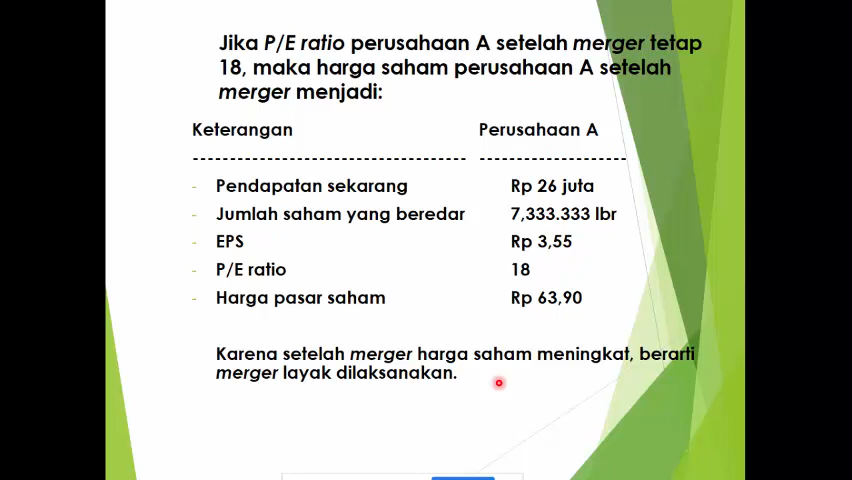 Jika P/E ratio perusahaan A setelah merger tetap
18, maka harga saham perusahaan A setelah
merger menjadi:
Keterangan Perusahaan A
------------------------------------ -------------------
- Pendapatan sekarang Rp 26 juta
- Jumlah saham yang beredar 7,333.333 lbr
- EPS Rp 3,55
- P/E ratio 18
- Harga pasar saham Rp 63,90
Karena setelah merger harga saham meningkat, berarti
merger layak dilaksanakan.